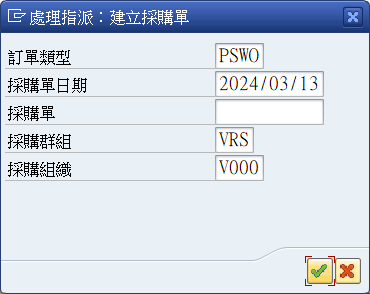 處理指派：建立採購單
訂單類型 PSWO
採購單日期 2024/03/13
採購單
採購群組 VRS
採購組織 V000